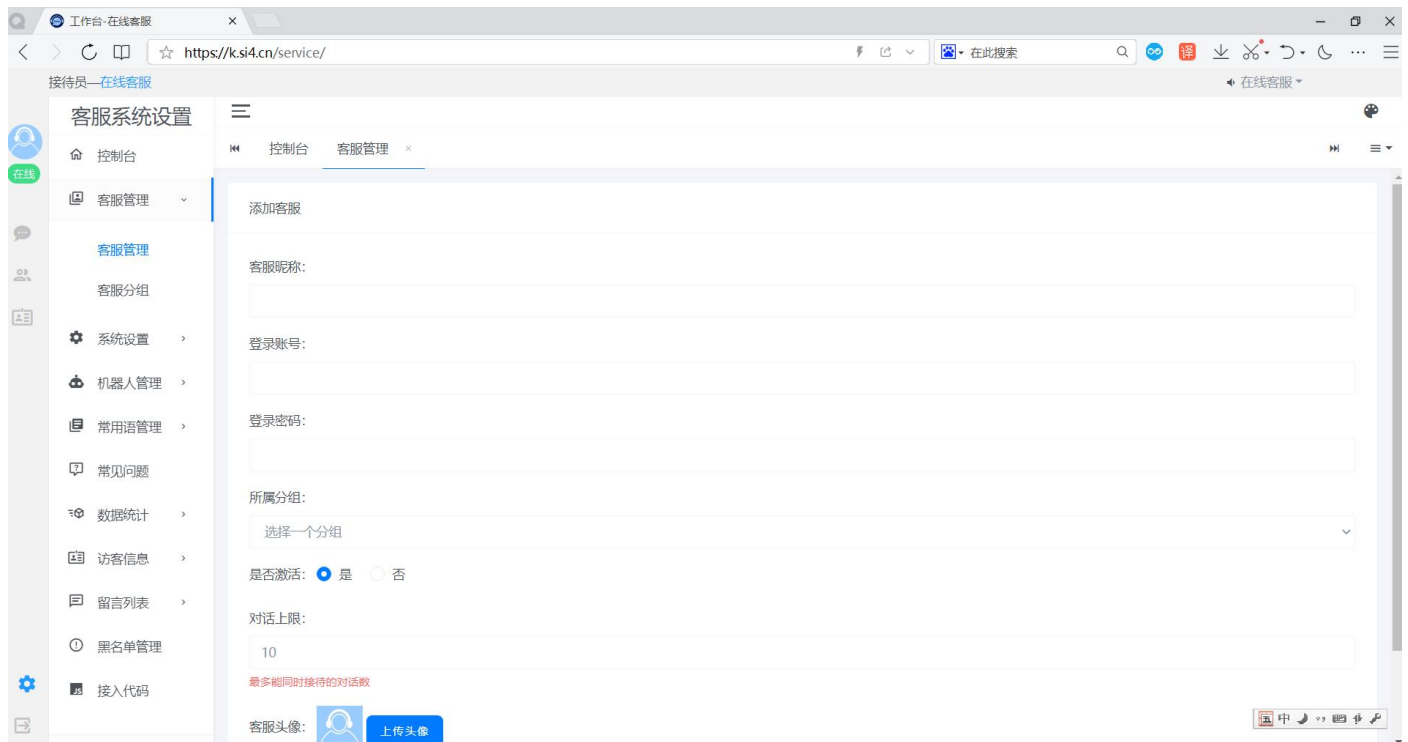 工作台-在线客服
https://k.si4.cn/service/
在此搜索
译
接待员—在线客服
在线客服
在线
客服系统设置
控制台
客服管理
客服管理
客服分组
系统设置
机器人管理
常用语管理
常见问题
数据统计
访客信息
留言列表
黑名单管理
JS
接入代码
控制台
客服管理
添加客服
客服昵称:
登录账号:
登录密码:
所属分组:
选择一个分组
是否激活: 是 否
对话上限:
10
最多能同时接待的对话数
客服头像: 上传头像
五 中